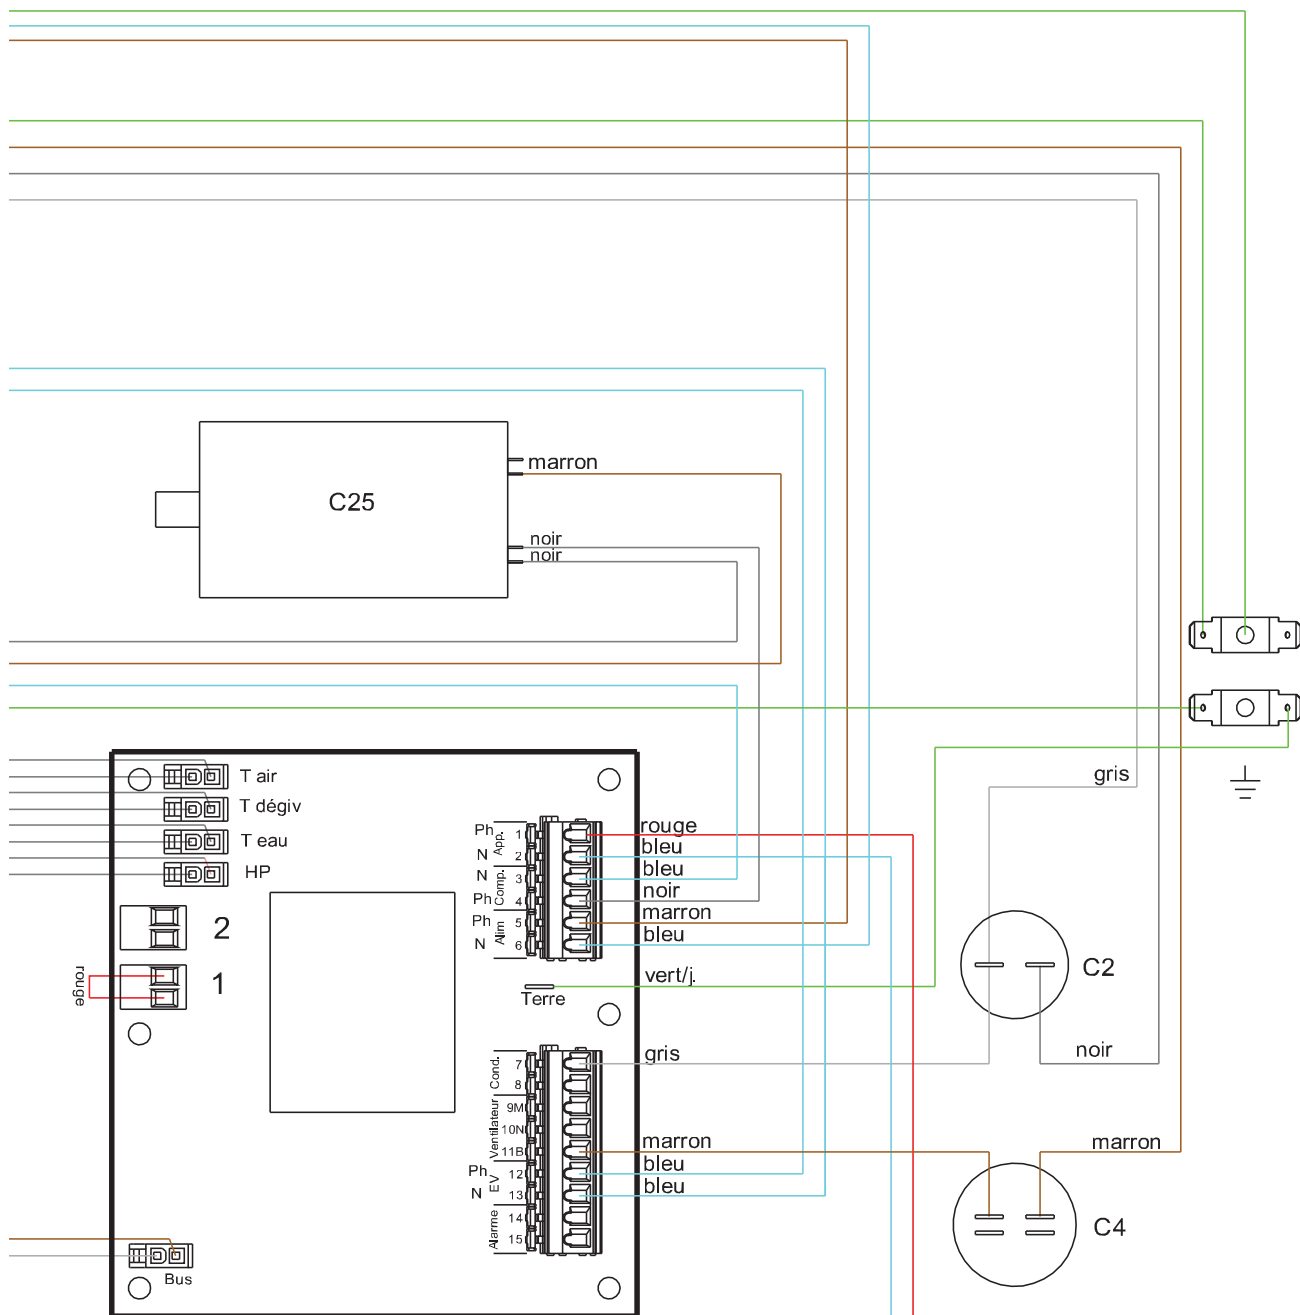 marron
C25
noir
noir
T air
T dégiv
T eau
HP
2
1
rouge
gris
Ph
App.
1
rouge
N
2
bleu
N
Comp.
3
bleu
Ph
4
noir
Ph
Alim
5
marron
N
6
bleu
Terre
vert/j.
C2
noir
Cond.
7
gris
8
Ventilateur
9M
10N
11B
marron
marron
Ph
EV
12
bleu
N
13
bleu
Alarme
14
15
C4
Bus